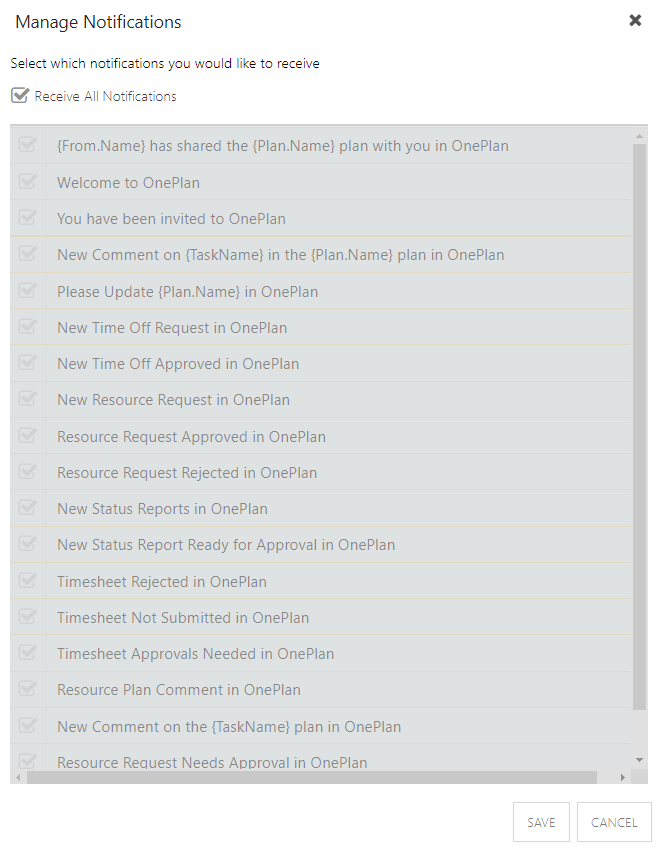 Manage Notifications
Select which notifications you would like to receive
Receive All Notifications
{From.Name} has shared the {Plan.Name} plan with you in OnePlan
Welcome to OnePlan
You have been invited to OnePlan
New Comment on {TaskName} in the {Plan.Name} plan in OnePlan
Please Update {Plan.Name} in OnePlan
New Time Off Request in OnePlan
New Time Off Approved in OnePlan
New Resource Request in OnePlan
Resource Request Approved in OnePlan
Resource Request Rejected in OnePlan
New Status Reports in OnePlan
New Status Report Ready for Approval in OnePlan
Timesheet Rejected in OnePlan
Timesheet Not Submitted in OnePlan
Timesheet Approvals Needed in OnePlan
Resource Plan Comment in OnePlan
New Comment on the {TaskName} plan in OnePlan
Resource Request Needs Approval in OnePlan
SAVE CANCEL